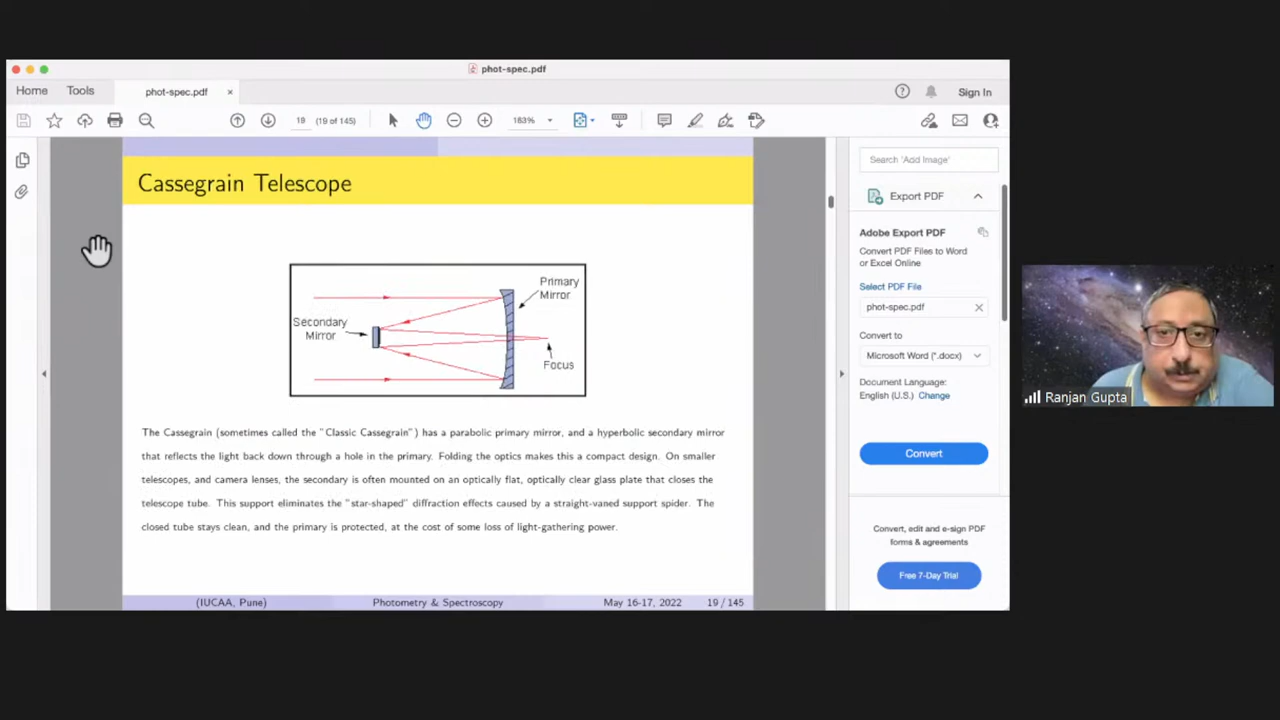 phot-spec.pdf
Home Tools phot-spec.pdf × Sign In
19 (19 of 145) 163%
Cassegrain Telescope
Primary
Mirror
Secondary
Mirror
Focus
The Cassegrain (sometimes called the "Classic Cassegrain") has a parabolic primary mirror, and a hyperbolic secondary mirror
that reflects the light back down through a hole in the primary. Folding the optics makes this a compact design. On smaller
telescopes, and camera lenses, the secondary is often mounted on an optically flat, optically clear glass plate that closes the
telescope tube. This support eliminates the "star-shaped" diffraction effects caused by a straight-vaned support spider. The
closed tube stays clean, and the primary is protected, at the cost of some loss of light-gathering power.
(IUCAA, Pune) Photometry & Spectroscopy May 16-17, 2022 19 / 145
Search 'Add Image'
Export PDF
Adobe Export PDF
Convert PDF Files to Word
or Excel Online
Select PDF File
phot-spec.pdf
Convert to
Microsoft Word (*.docx)
Document Language:
English (U.S.) Change
Convert
Convert, edit and e-sign PDF
forms & agreements
Free 7-Day Trial
Ranjan Gupta